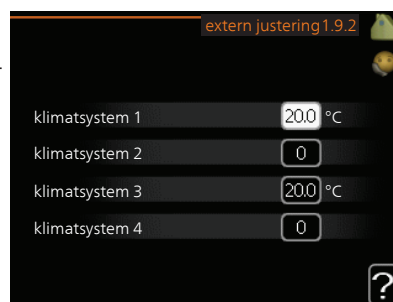 extern justering 1.9.2
klimatsystem 1 20.0 °C
klimatsystem 2 0
klimatsystem 3 20.0 °C
klimatsystem 4 0
?